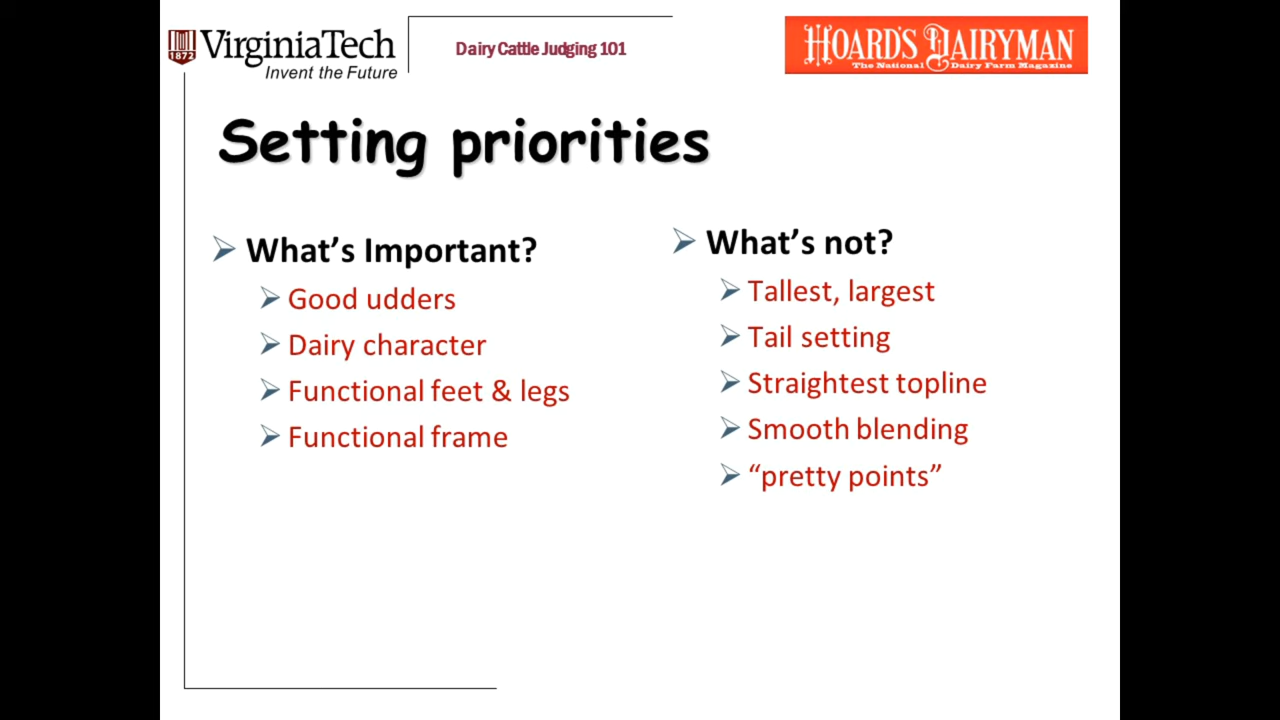 VirginiaTech
1872
Invent the Future
Dairy Cattle Judging 101
HOARD'S DAIRYMAN
The National Dairy Farm Magazine
Setting priorities
What's Important?
Good udders
Dairy character
Functional feet & legs
Functional frame
What's not?
Tallest, largest
Tail setting
Straightest topline
Smooth blending
“pretty points”